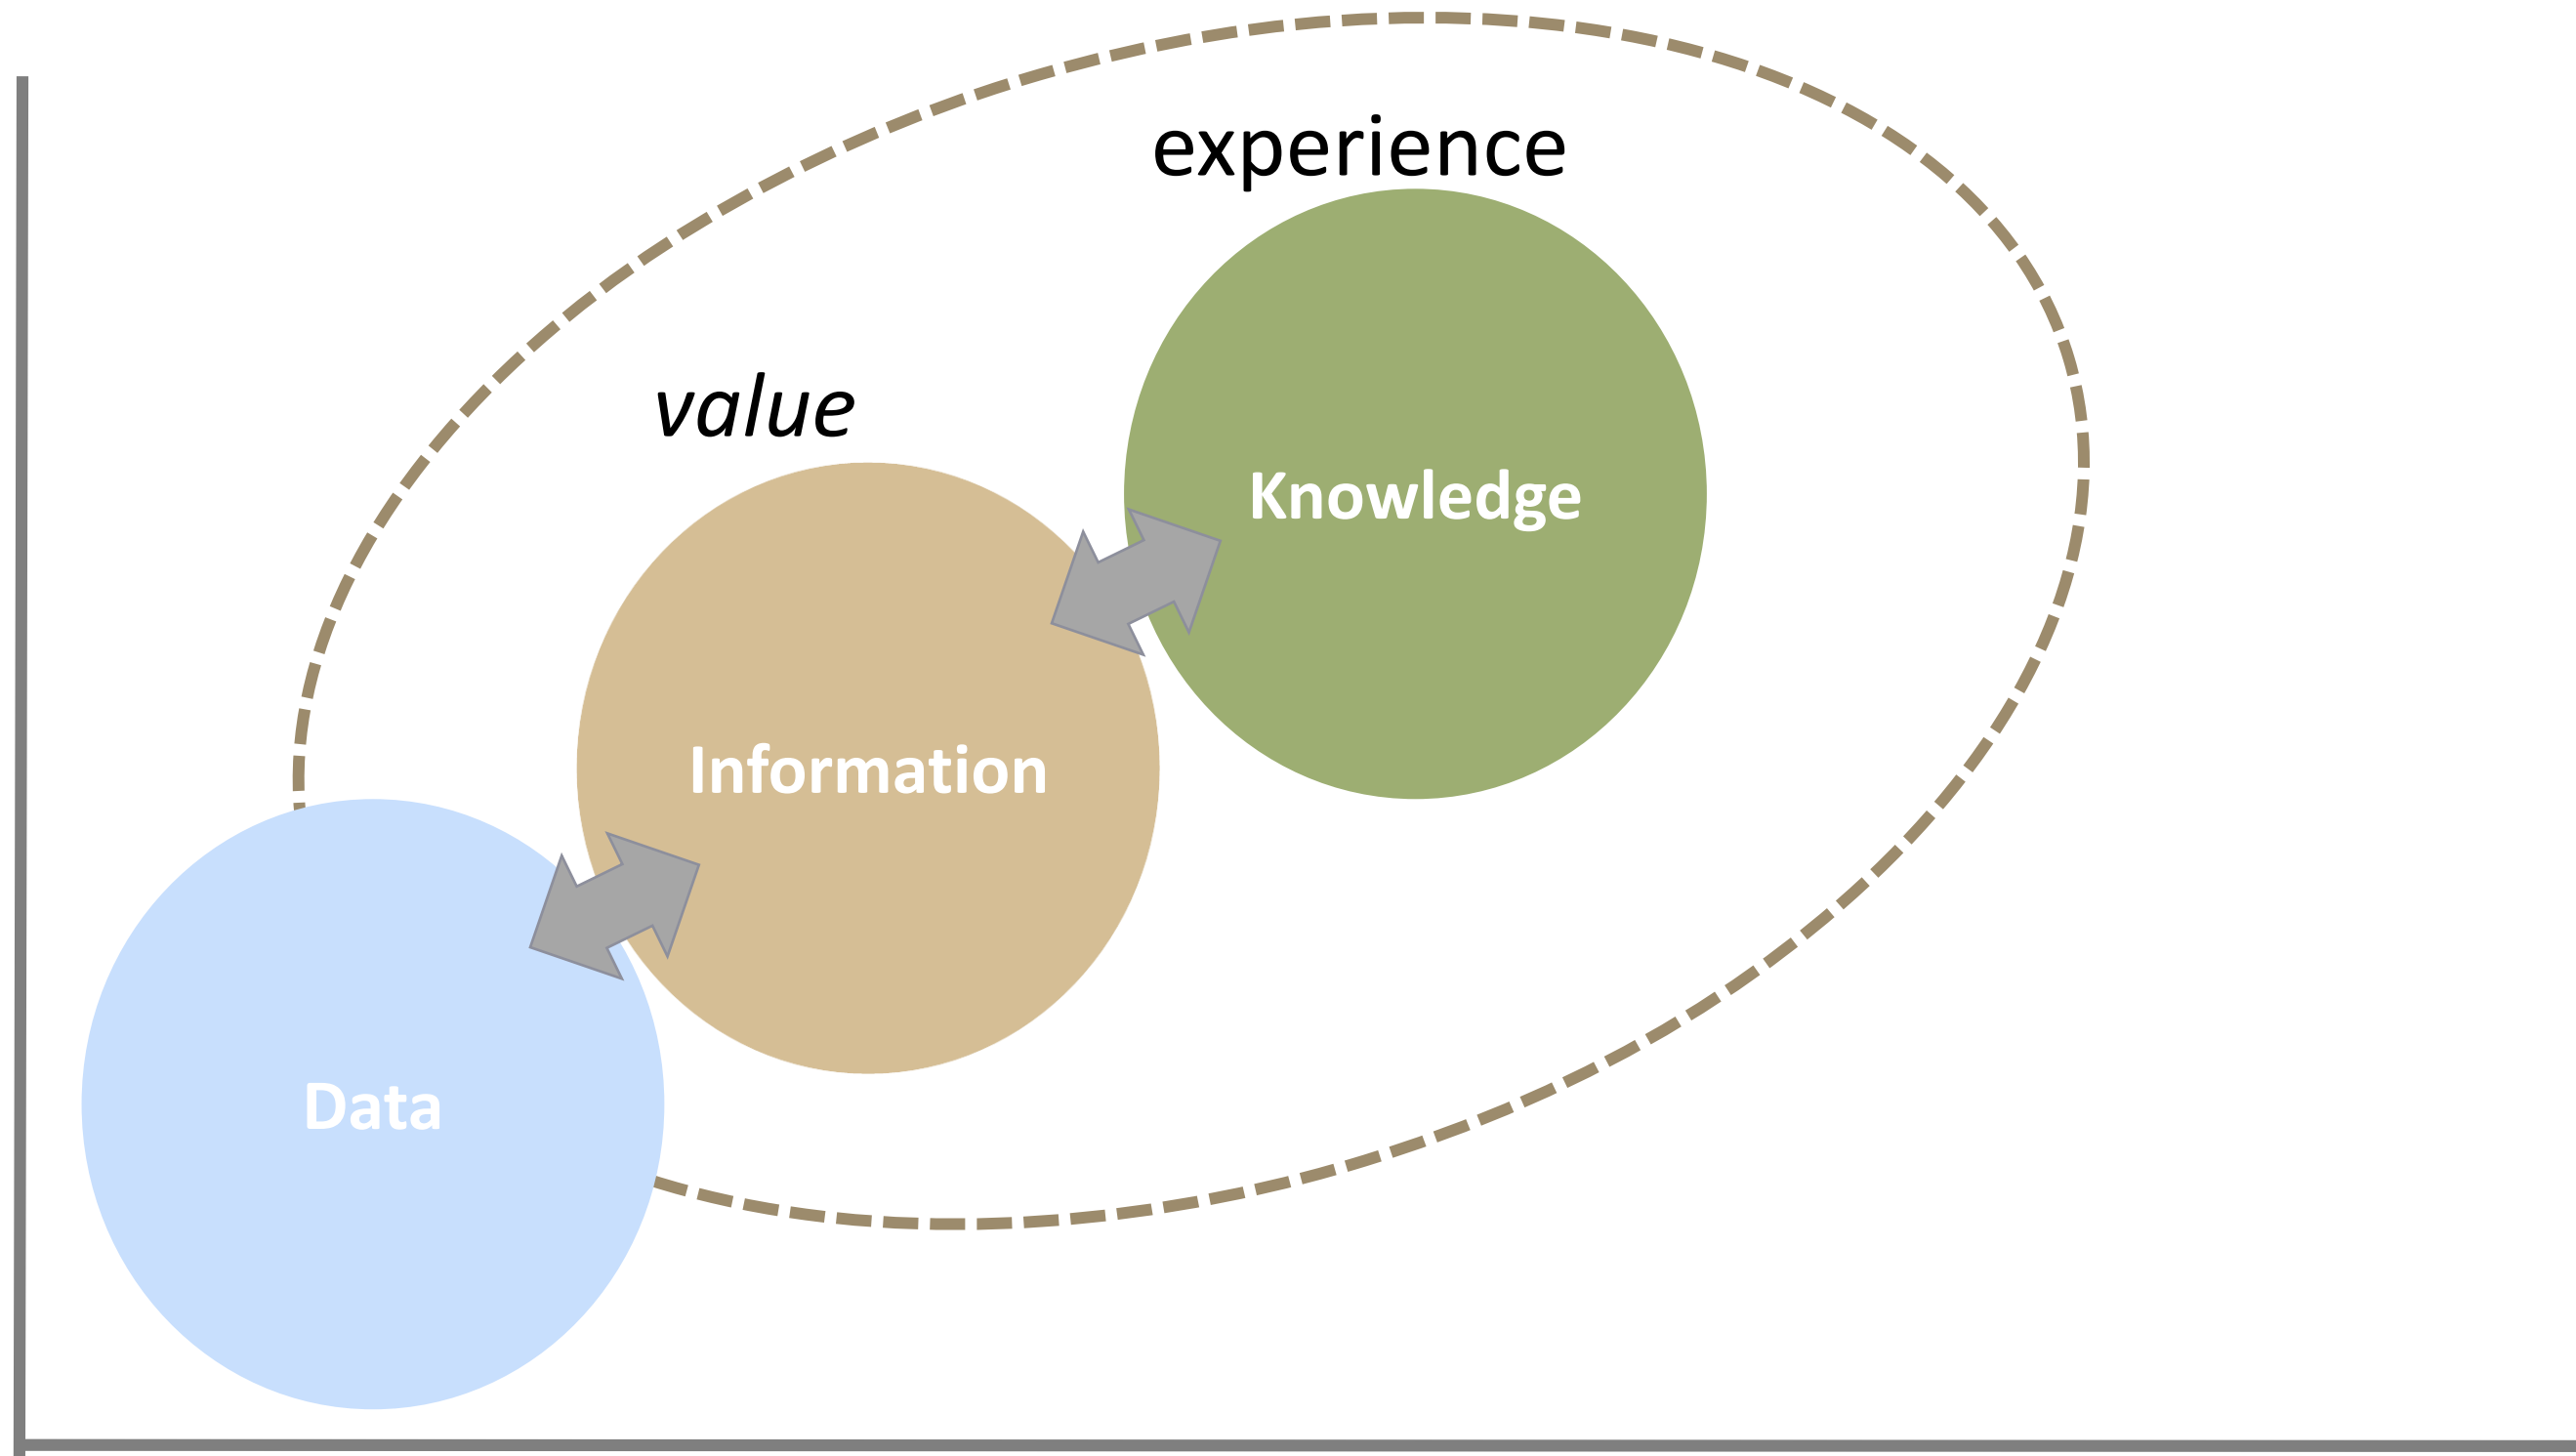 experience
value
Knowledge
Information
Data